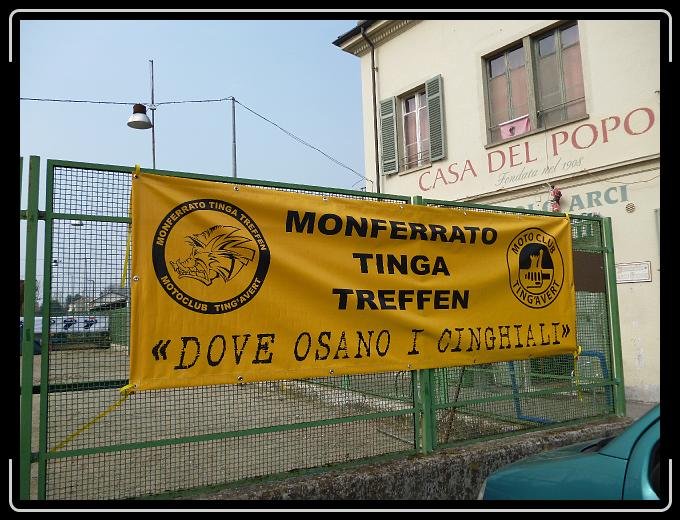 CASA DEL POPO
Fondata nel 1908
ARCI
MONFERRATO TINGA TREFFEN
MOTOCLUB TING'AVERT
MONFERRATO
TINGA
TREFFEN
«DOVE OSANO I CINGHIALI»
MOTO CLUB
TING'AVERT